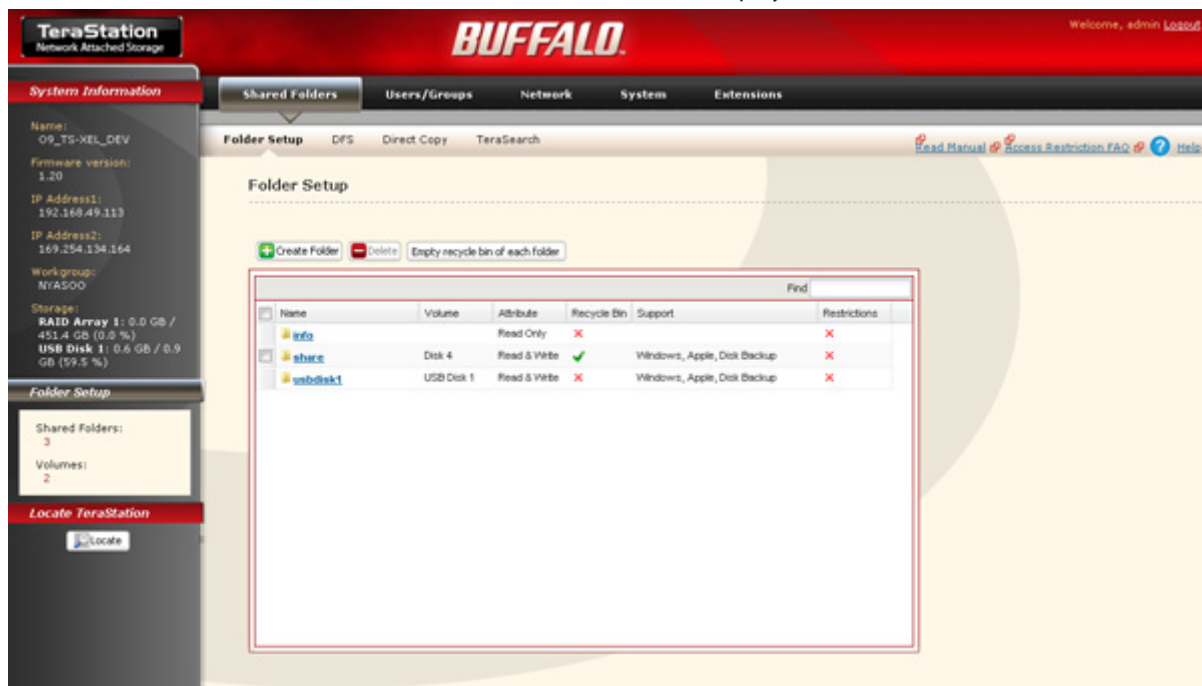 TeraStation
Network Attached Storage
BUFFALO.
Welcome, admin Logout
System Information
Name:
09_TS-XEL_DEV
Firmware version:
1.20
IP Address1:
192.168.49.113
IP Address2:
169.254.134.164
Workgroup:
NYASOO
Storage:
RAID Array 1: 0.0 GB /
451.4 GB (0.0 %)
USB Disk 1: 0.6 GB / 0.9
GB (59.5 %)
Folder Setup
Shared Folders:
3
Volumes:
2
Locate TeraStation
Locate
Shared Folders Users/Groups Network System Extensions
Folder Setup DFS Direct Copy TeraSearch
Read Manual Access Restriction FAQ ? Help
Folder Setup
Create Folder Delete Empty recycle bin of each folder
Find
Name Volume Attribute Recycle Bin Support Restrictions
info Read Only
share Disk 4 Read & Write Windows, Apple, Disk Backup
usbdisk1 USB Disk 1 Read & Write Windows, Apple, Disk Backup